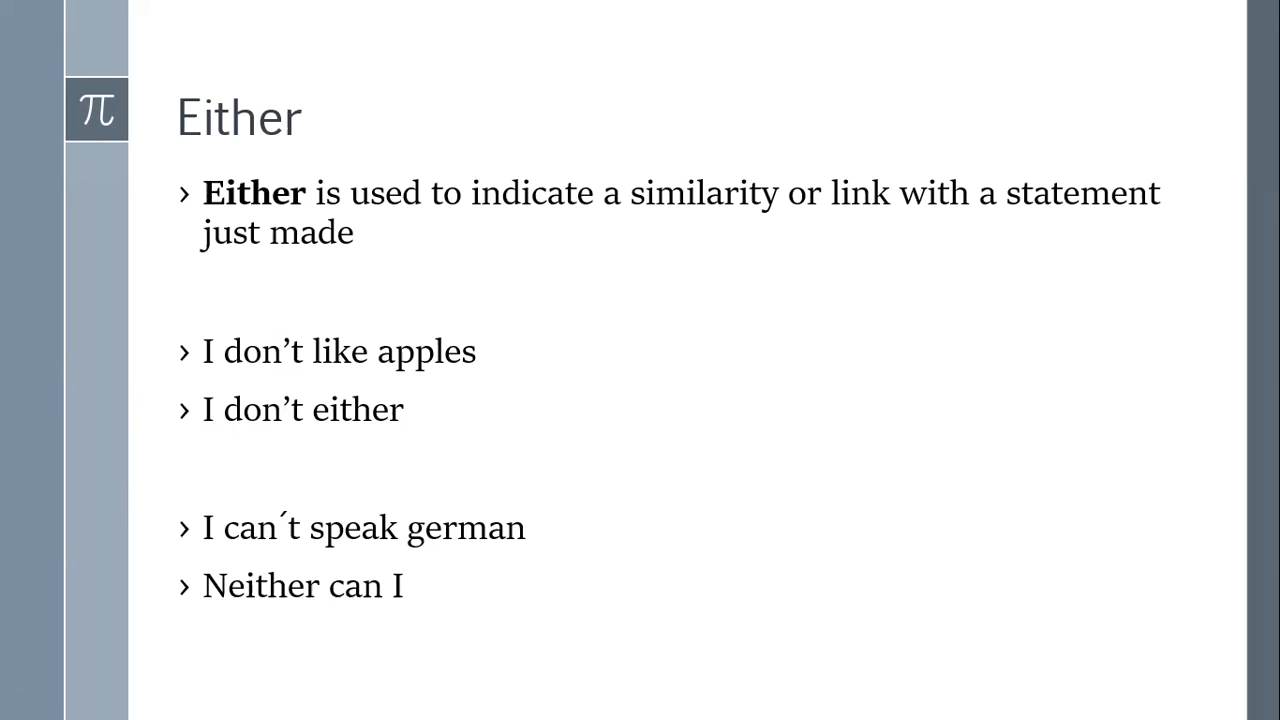 π
Either
› Either is used to indicate a similarity or link with a statement
just made
› I don’t like apples
› I don’t either
› I can´t speak german
› Neither can I